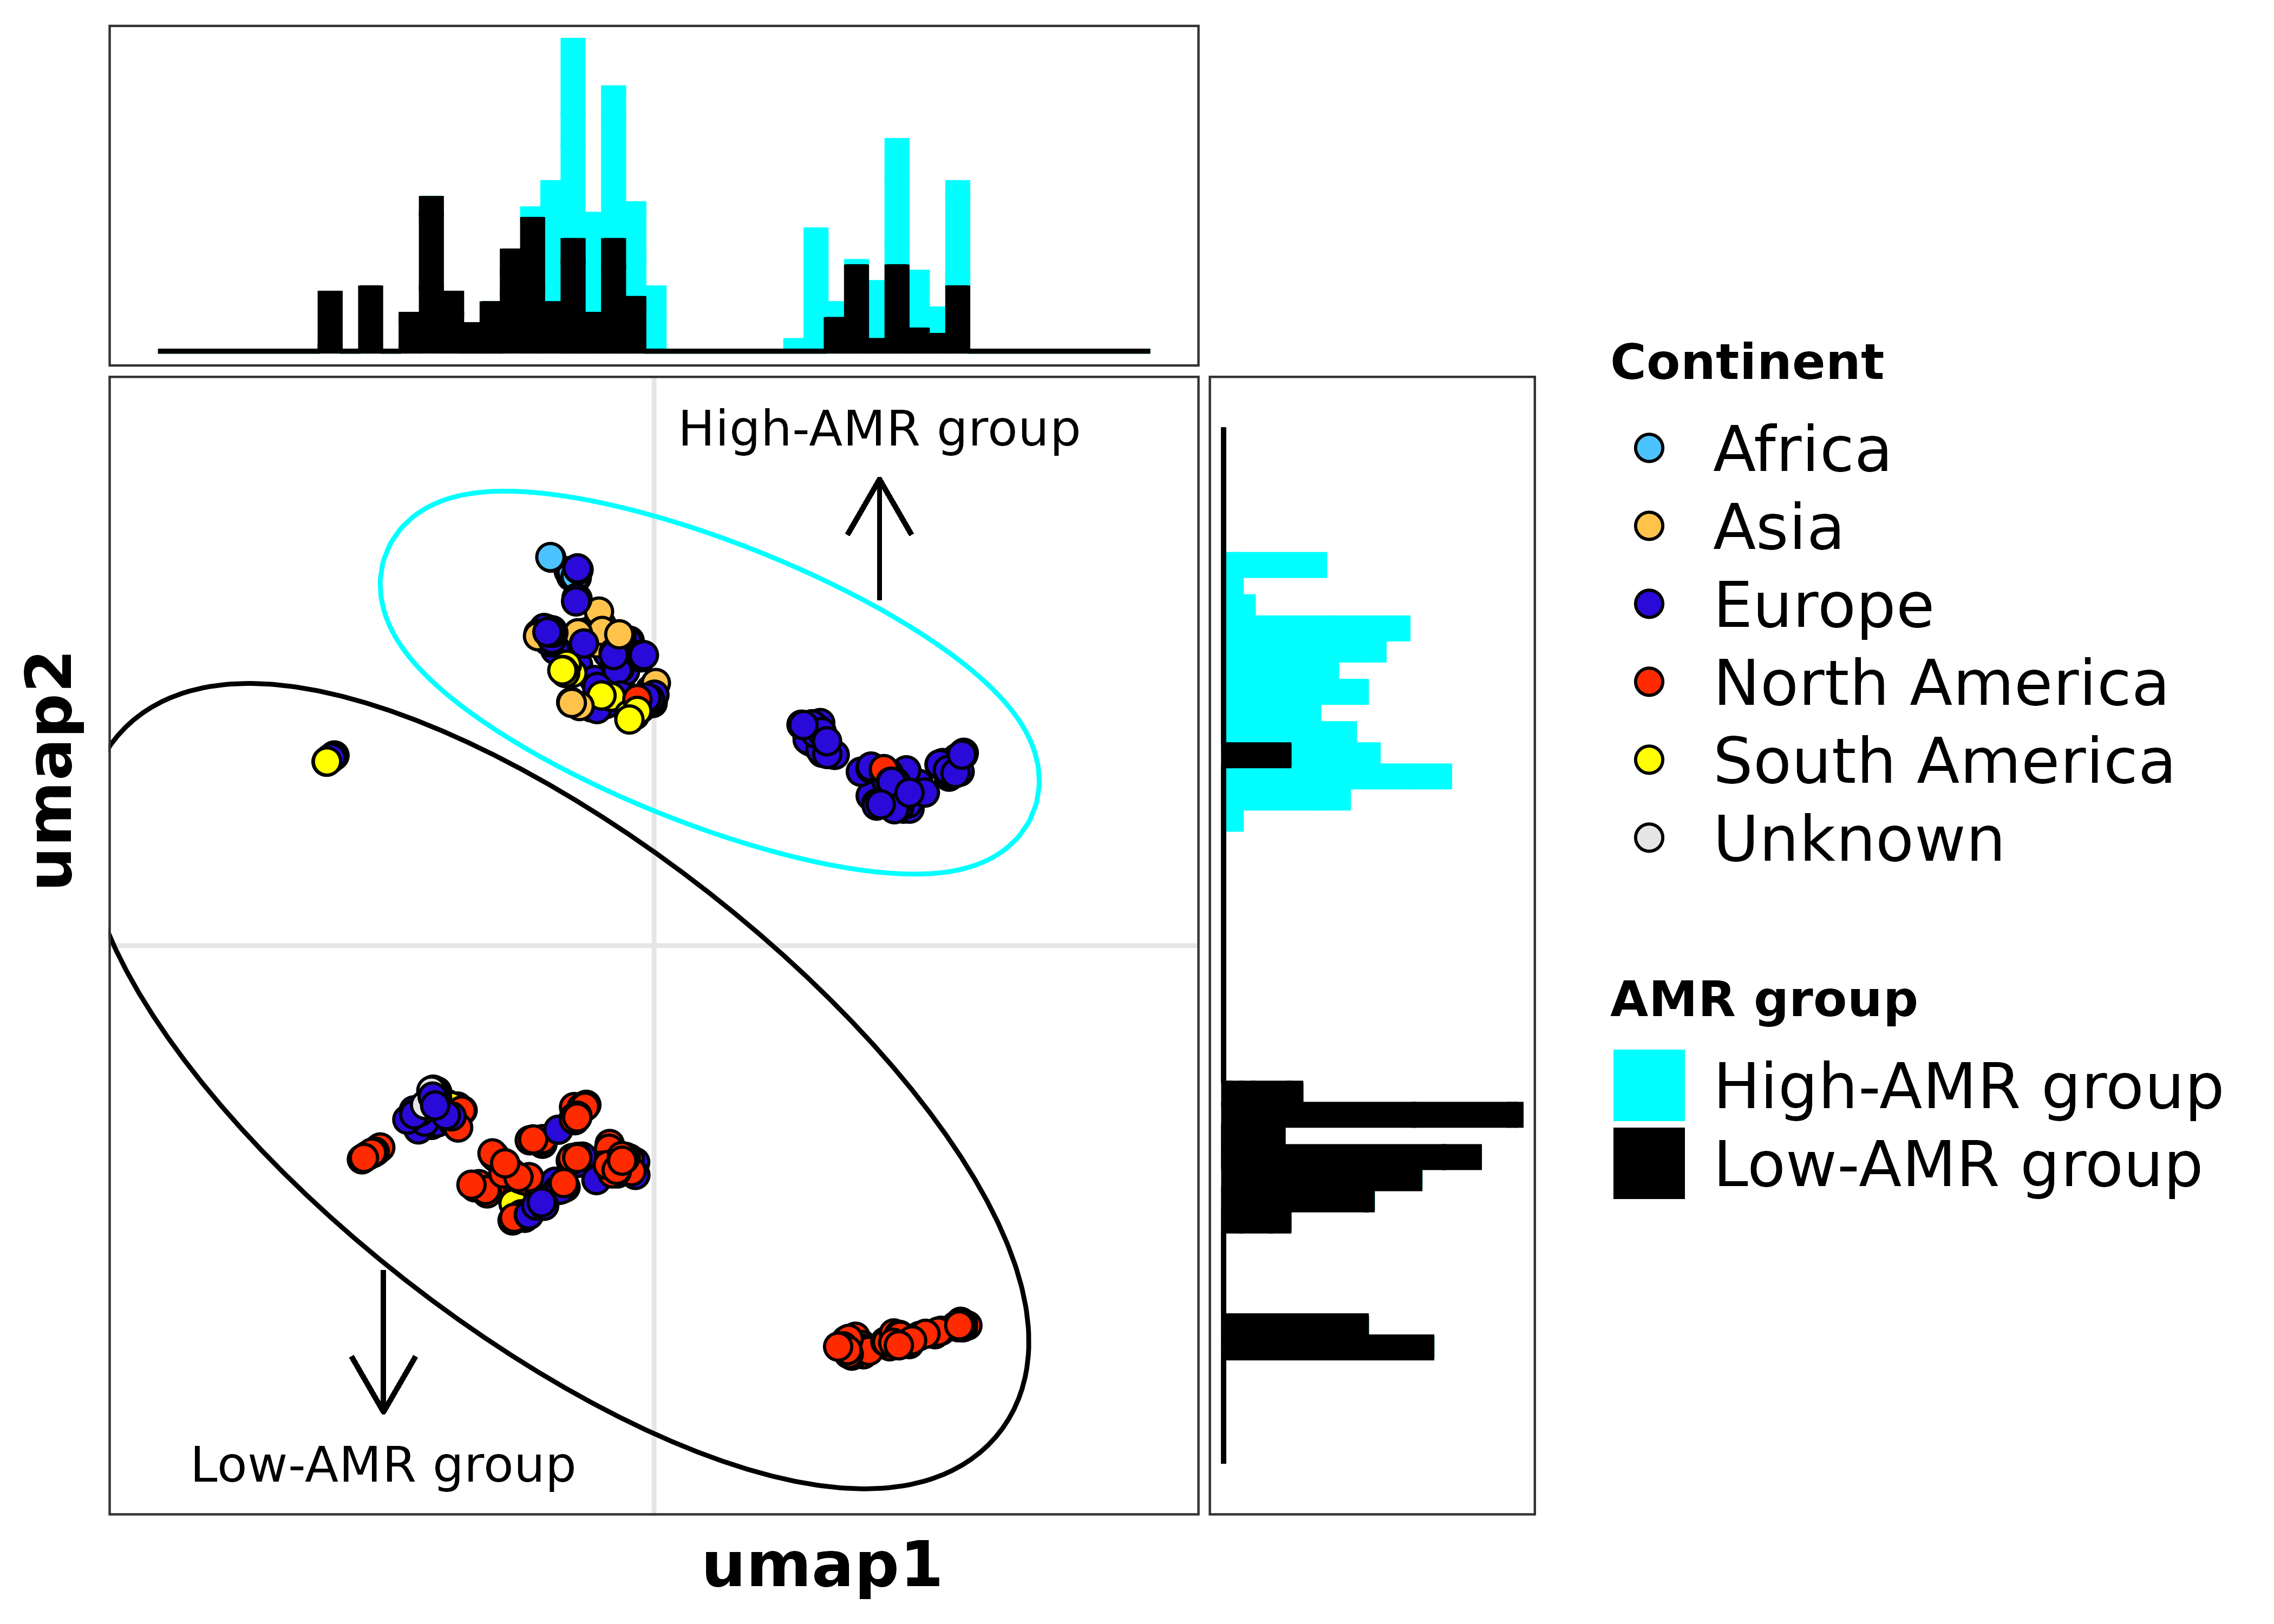 High-AMR group
umap2
Low-AMR group
umap1
Continent
Africa
Asia
Europe
North America
South America
Unknown
AMR group
High-AMR group
Low-AMR group